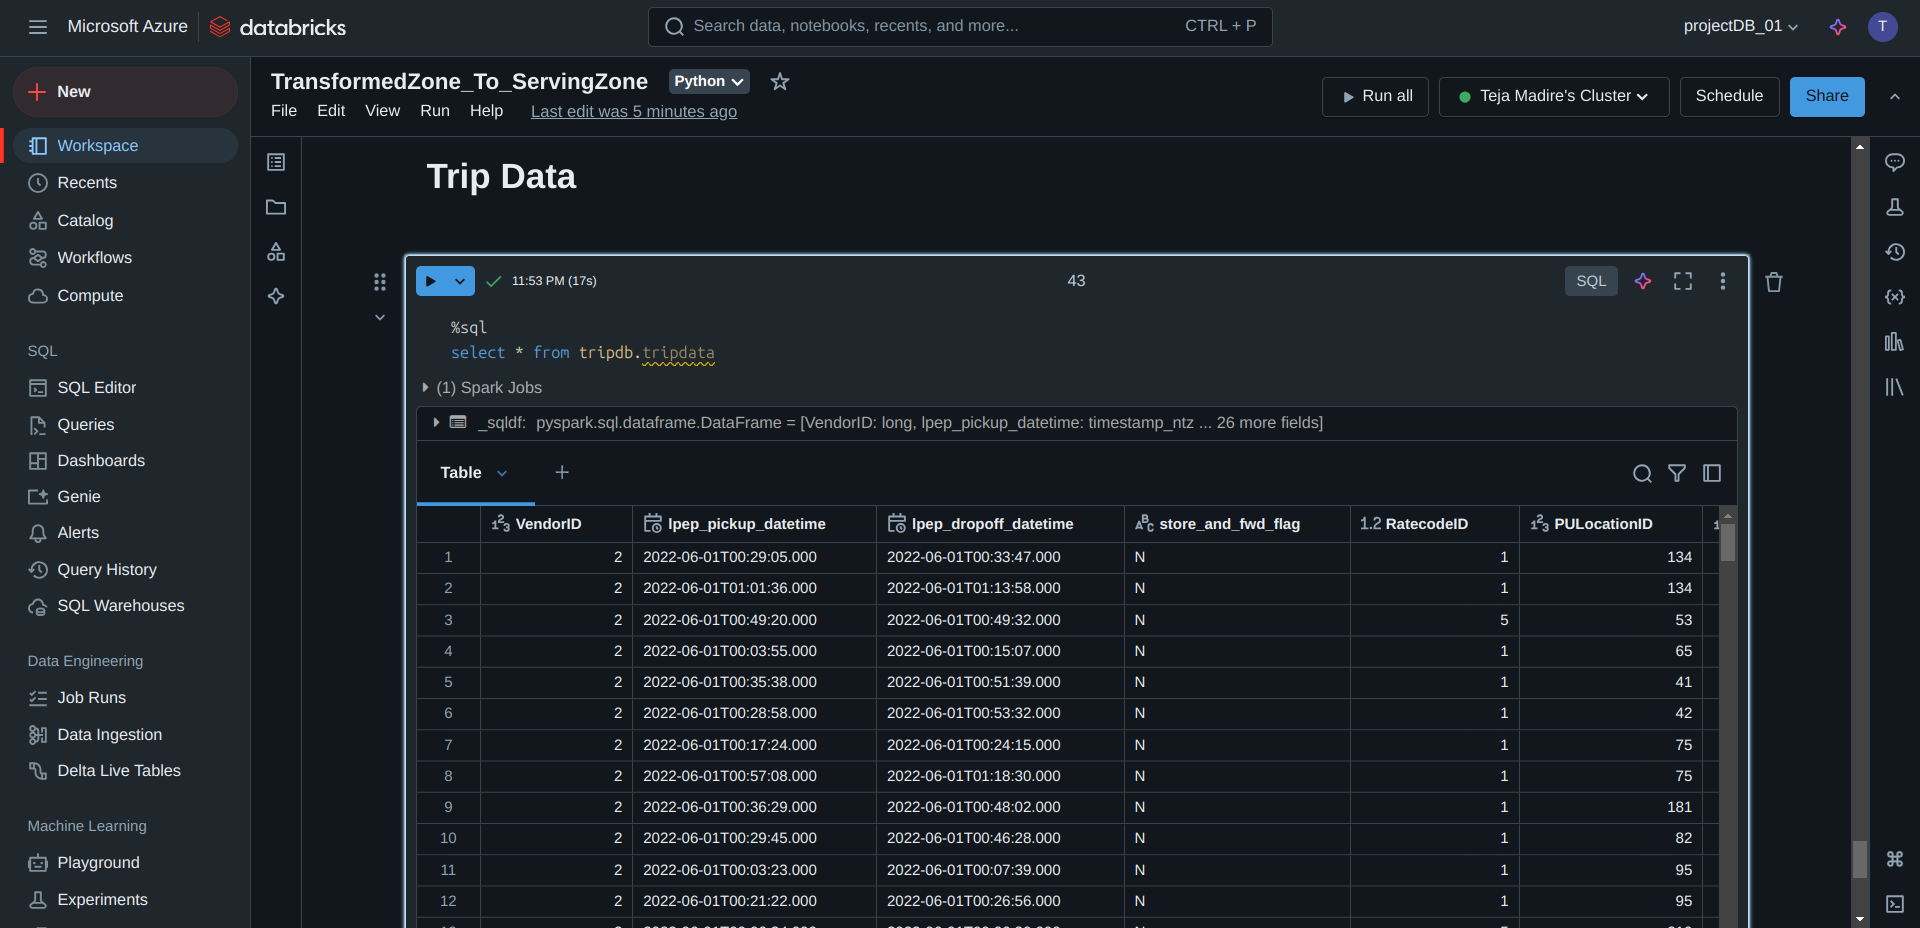 Microsoft Azure databricks
Search data, notebooks, recents, and more... CTRL + P
projectDB_01 T
New
Workspace
Recents
Catalog
Workflows
Compute
SQL
SQL Editor
Queries
Dashboards
Genie
Alerts
Query History
SQL Warehouses
Data Engineering
Job Runs
Data Ingestion
Delta Live Tables
Machine Learning
Playground
Experiments
TransformedZone_To_ServingZone Python
File Edit View Run Help Last edit was 5 minutes ago
Run all Teja Madire's Cluster Schedule Share
Trip Data
11:53 PM (17s) 43 SQL
%sql
select * from tripdb.tripdata
(1) Spark Jobs
_sqldf: pyspark.sql.dataframe.DataFrame = [VendorID: long, lpep_pickup_datetime: timestamp_ntz ... 26 more fields]
Table +
123 VendorID lpep_pickup_datetime lpep_dropoff_datetime ABC store_and_fwd_flag 1.2 RatecodeID 123 PULocationID
1 2 2022-06-01T00:29:05.000 2022-06-01T00:33:47.000 N 1 134
2 2 2022-06-01T01:01:36.000 2022-06-01T01:13:58.000 N 1 134
3 2 2022-06-01T00:49:20.000 2022-06-01T00:49:32.000 N 5 53
4 2 2022-06-01T00:03:55.000 2022-06-01T00:15:07.000 N 1 65
5 2 2022-06-01T00:35:38.000 2022-06-01T00:51:39.000 N 1 41
6 2 2022-06-01T00:28:58.000 2022-06-01T00:53:32.000 N 1 42
7 2 2022-06-01T00:17:24.000 2022-06-01T00:24:15.000 N 1 75
8 2 2022-06-01T00:57:08.000 2022-06-01T01:18:30.000 N 1 75
9 2 2022-06-01T00:36:29.000 2022-06-01T00:48:02.000 N 1 181
10 2 2022-06-01T00:29:45.000 2022-06-01T00:46:28.000 N 1 82
11 2 2022-06-01T00:03:23.000 2022-06-01T00:07:39.000 N 1 95
12 2 2022-06-01T00:21:22.000 2022-06-01T00:26:56.000 N 1 95